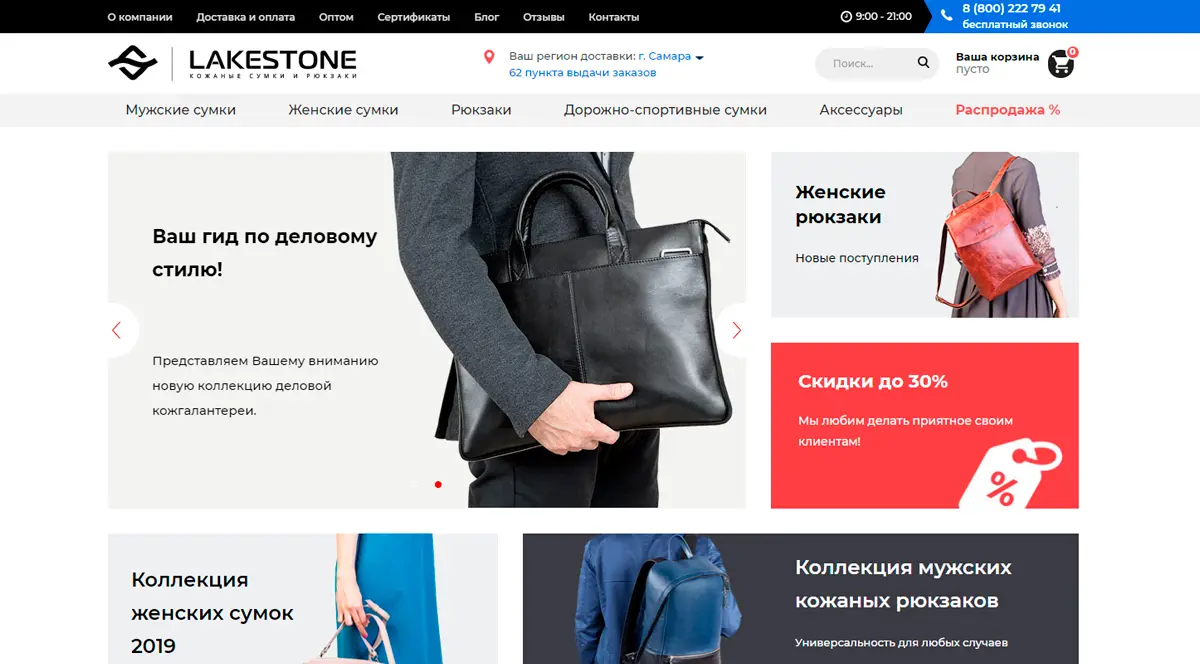 О компании
Доставка и оплата
Оптом
Сертификаты
Блог
Отзывы
Контакты
9:00 - 21:00
8 (800) 222 79 41
бесплатный звонок
LAKESTONE
КОЖАНЫЕ СУМКИ И РЮКЗАКИ
Ваш регион доставки: г. Самара
62 пункта выдачи заказов
Поиск...
Ваша корзина
пусто
0
Мужские сумки
Женские сумки
Рюкзаки
Дорожно-спортивные сумки
Аксессуары
Распродажа %
Ваш гид по деловому
стилю!
Представляем Вашему вниманию
новую коллекцию деловой
кожгалантереи.
Женские
рюкзаки
Новые поступления
Скидки до 30%
Мы любим делать приятное своим
клиентам!
%
Коллекция
женских сумок
2019
Коллекция мужских
кожаных рюкзаков
Универсальность для любых случаев